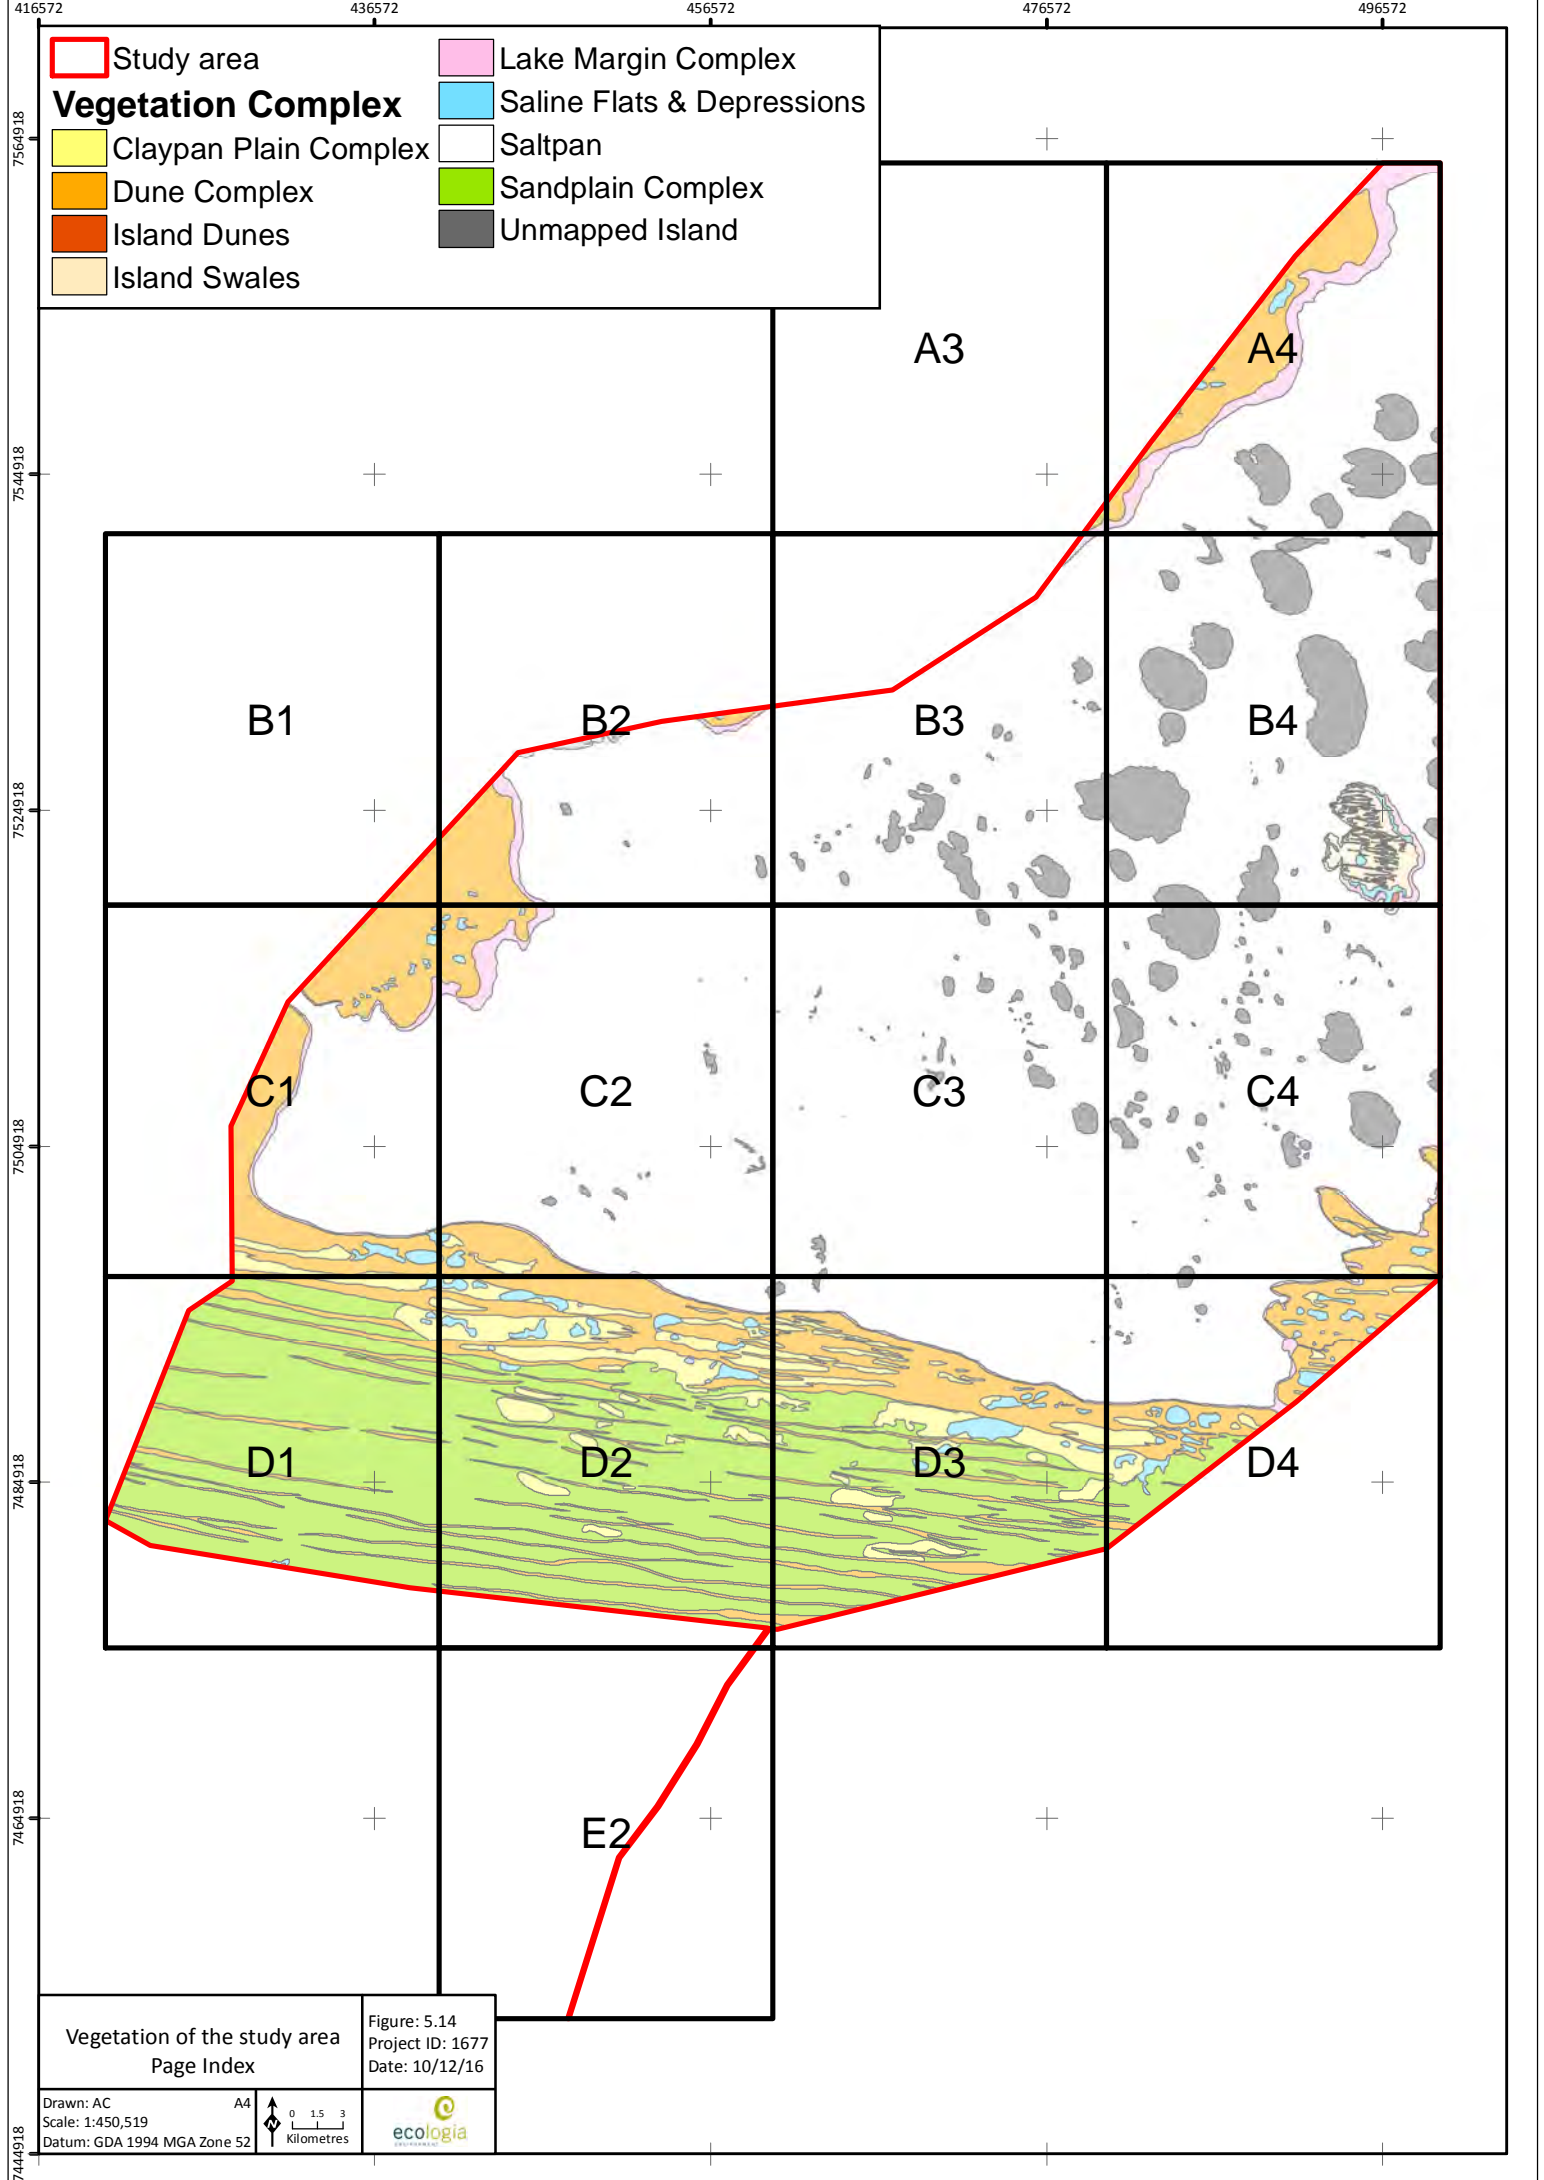 416572 436572 456572 476572 496572
Study area
Vegetation Complex
Claypan Plain Complex
Dune Complex
Island Dunes
Island Swales
Lake Margin Complex
Saline Flats & Depressions
Saltpan
Sandplain Complex
Unmapped Island
7564918
7544918
7524918
7504918
7484918
7464918
7444918
A3 A4
B1 B2 B3 B4
C1 C2 C3 C4
D1 D2 D3 D4
E2
Vegetation of the study area
Page Index
Figure: 5.14
Project ID: 1677
Date: 10/12/16
Drawn: AC A4
Scale: 1:450,519
Datum: GDA 1994 MGA Zone 52
N
0 1.5 3
Kilometres
ecologia